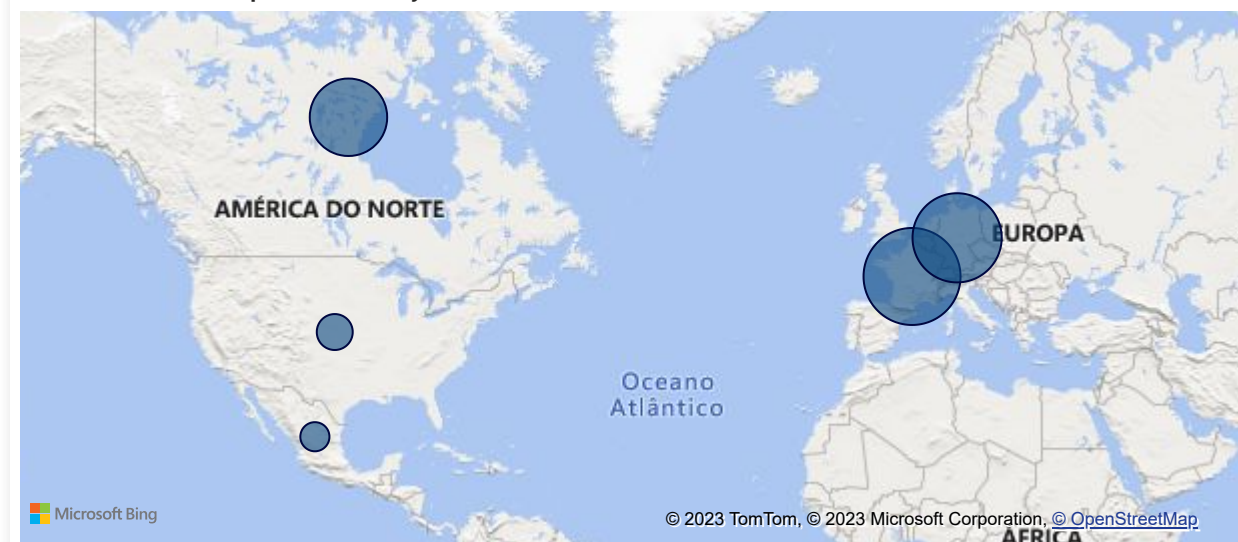 AMÉRICA DO NORTE
EUROPA
Oceano
Atlântico
Microsoft Bing
© 2023 TomTom, © 2023 Microsoft Corporation, © OpenStreetMap
ÁFRICA